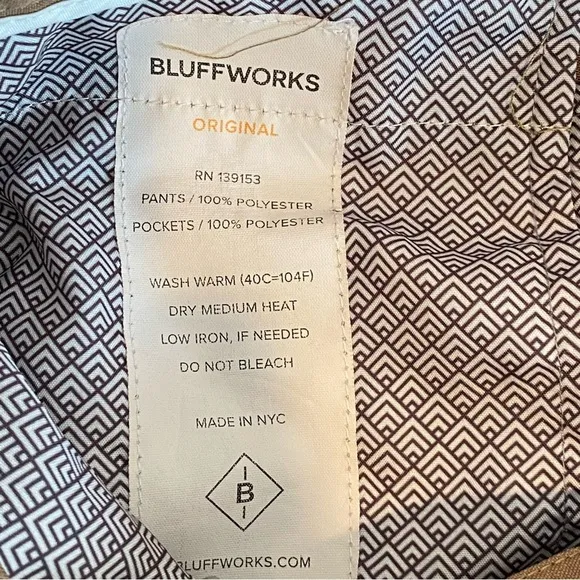 BLUFFWORKS
ORIGINAL
RN 139153
PANTS / 100% POLYESTER
POCKETS / 100% POLYESTER
WASH WARM (40C=104F)
DRY MEDIUM HEAT
LOW IRON, IF NEEDED
DO NOT BLEACH
MADE IN NYC
B
BLUFFWORKS.COM